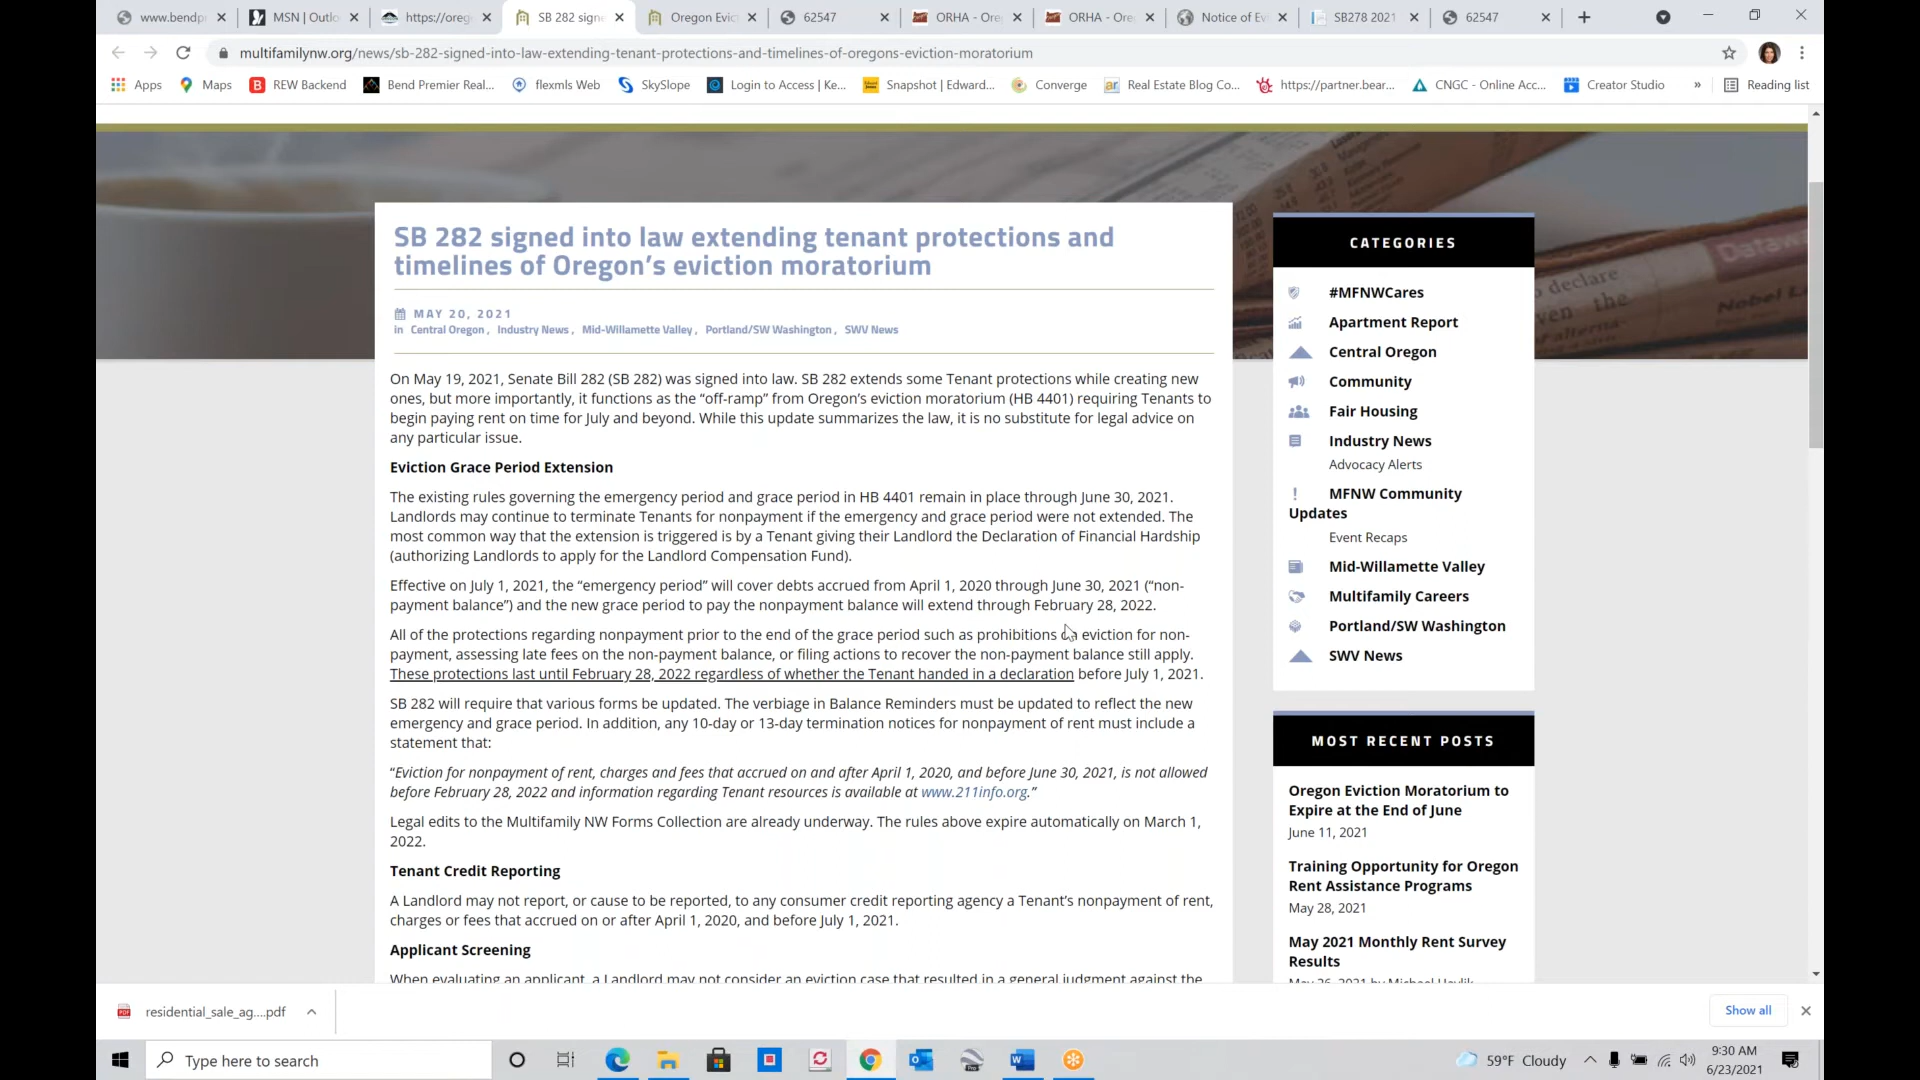 www.bendp
MSN | Outlo
https://oreg
SB 282 signe
Oregon Evic
62547
ORHA - Ore
ORHA - Ore
Notice of Ev
SB278 2021
62547
multifamilynw.org/news/sb-282-signed-into-law-extending-tenant-protections-and-timelines-of-oregons-eviction-moratorium
Apps Maps REW Backend Bend Premier Real... flexmls Web SkySlope Login to Access | Ke... Snapshot | Edward... Converge Real Estate Blog Co... https://partner.bear... CNGC - Online Acc... Creator Studio » Reading list
SB 282 signed into law extending tenant protections and
timelines of Oregon's eviction moratorium
MAY 20, 2021
in Central Oregon, Industry News, Mid-Willamette Valley, Portland/SW Washington, SWV News
On May 19, 2021, Senate Bill 282 (SB 282) was signed into law. SB 282 extends some Tenant protections while creating new
ones, but more importantly, it functions as the “off-ramp” from Oregon's eviction moratorium (HB 4401) requiring Tenants to
begin paying rent on time for July and beyond. While this update summarizes the law, it is no substitute for legal advice on
any particular issue.
Eviction Grace Period Extension
The existing rules governing the emergency period and grace period in HB 4401 remain in place through June 30, 2021.
Landlords may continue to terminate Tenants for nonpayment if the emergency and grace period were not extended. The
most common way that the extension is triggered is by a Tenant giving their Landlord the Declaration of Financial Hardship
(authorizing Landlords to apply for the Landlord Compensation Fund).
Effective on July 1, 2021, the “emergency period” will cover debts accrued from April 1, 2020 through June 30, 2021 (“non-
payment balance”) and the new grace period to pay the nonpayment balance will extend through February 28, 2022.
All of the protections regarding nonpayment prior to the end of the grace period such as prohibitions on eviction for non-
payment, assessing late fees on the non-payment balance, or filing actions to recover the non-payment balance still apply.
These protections last until February 28, 2022 regardless of whether the Tenant handed in a declaration before July 1, 2021.
SB 282 will require that various forms be updated. The verbiage in Balance Reminders must be updated to reflect the new
emergency and grace period. In addition, any 10-day or 13-day termination notices for nonpayment of rent must include a
statement that:
“Eviction for nonpayment of rent, charges and fees that accrued on and after April 1, 2020, and before June 30, 2021, is not allowed
before February 28, 2022 and information regarding Tenant resources is available at www.211info.org.”
Legal edits to the Multifamily NW Forms Collection are already underway. The rules above expire automatically on March 1,
2022.
Tenant Credit Reporting
A Landlord may not report, or cause to be reported, to any consumer credit reporting agency a Tenant's nonpayment of rent,
charges or fees that accrued on or after April 1, 2020, and before July 1, 2021.
Applicant Screening
When evaluating an applicant, a Landlord may not consider an eviction case that resulted in a general judgment against the
CATEGORIES
#MFNWCares
Apartment Report
Central Oregon
Community
Fair Housing
Industry News
Advocacy Alerts
MFNW Community
Updates
Event Recaps
Mid-Willamette Valley
Multifamily Careers
Portland/SW Washington
SWV News
MOST RECENT POSTS
Oregon Eviction Moratorium to
Expire at the End of June
June 11, 2021
Training Opportunity for Oregon
Rent Assistance Programs
May 28, 2021
May 2021 Monthly Rent Survey
Results
May 26, 2021 by Michael Havlik
residential_sale_ag....pdf
Show all
Type here to search
59°F Cloudy
9:30 AM
6/23/2021